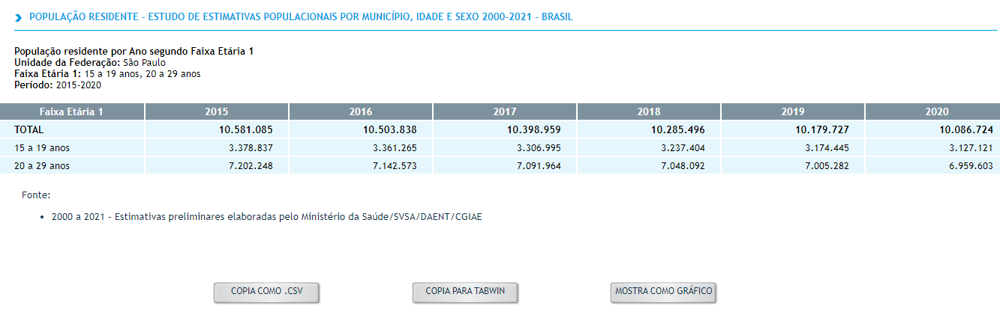 POPULAÇÃO RESIDENTE - ESTUDO DE ESTIMATIVAS POPULACIONAIS POR MUNICÍPIO, IDADE E SEXO 2000-2021 - BRASIL
População residente por Ano segundo Faixa Etária 1
Unidade da Federação: São Paulo
Faixa Etária 1: 15 a 19 anos, 20 a 29 anos
Período: 2015-2020
Faixa Etária 1 2015 2016 2017 2018 2019 2020
TOTAL 10.581.085 10.503.838 10.398.959 10.285.496 10.179.727 10.086.724
15 a 19 anos 3.378.837 3.361.265 3.306.995 3.237.404 3.174.445 3.127.121
20 a 29 anos 7.202.248 7.142.573 7.091.964 7.048.092 7.005.282 6.959.603
Fonte:
• 2000 a 2021 – Estimativas preliminares elaboradas pelo Ministério da Saúde/SVSA/DAENT/CGIAE
COPIA COMO .CSV COPIA PARA TABWIN MOSTRA COMO GRÁFICO